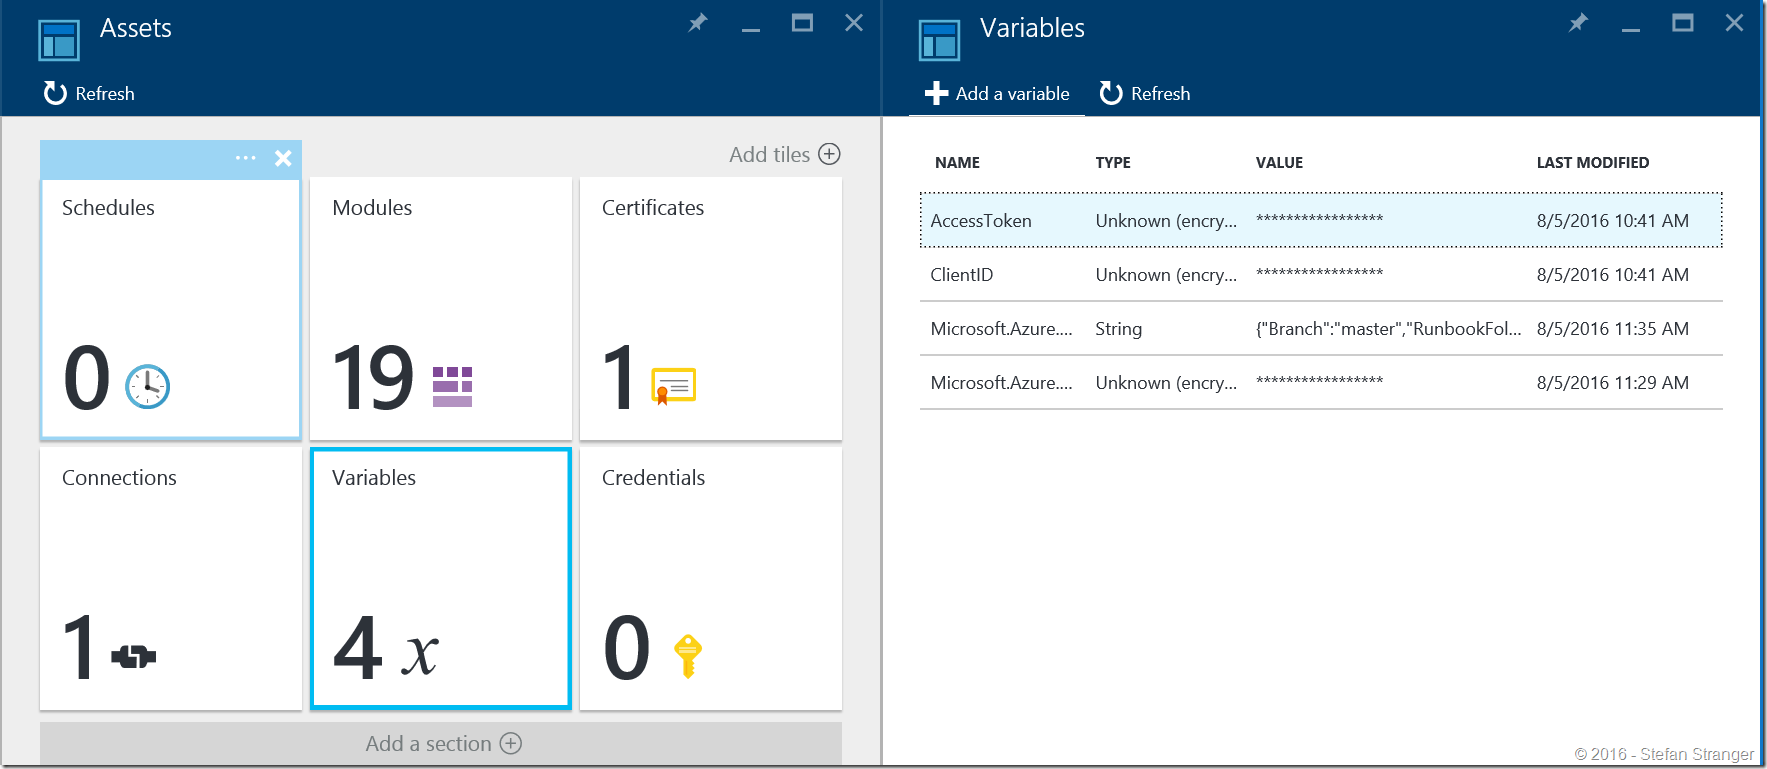 Assets
Refresh
Add tiles
Schedules
0
Modules
19
Certificates
1
Connections
1
Variables
4 x
Credentials
0
Add a section
Variables
Add a variable Refresh
NAME TYPE VALUE LAST MODIFIED
AccessToken Unknown (encry... ***************** 8/5/2016 10:41 AM
ClientID Unknown (encry... ***************** 8/5/2016 10:41 AM
Microsoft.Azure.... String {"Branch":"master","RunbookFol... 8/5/2016 11:35 AM
Microsoft.Azure.... Unknown (encry... ***************** 8/5/2016 11:29 AM
© 2016 - Stefan Stranger